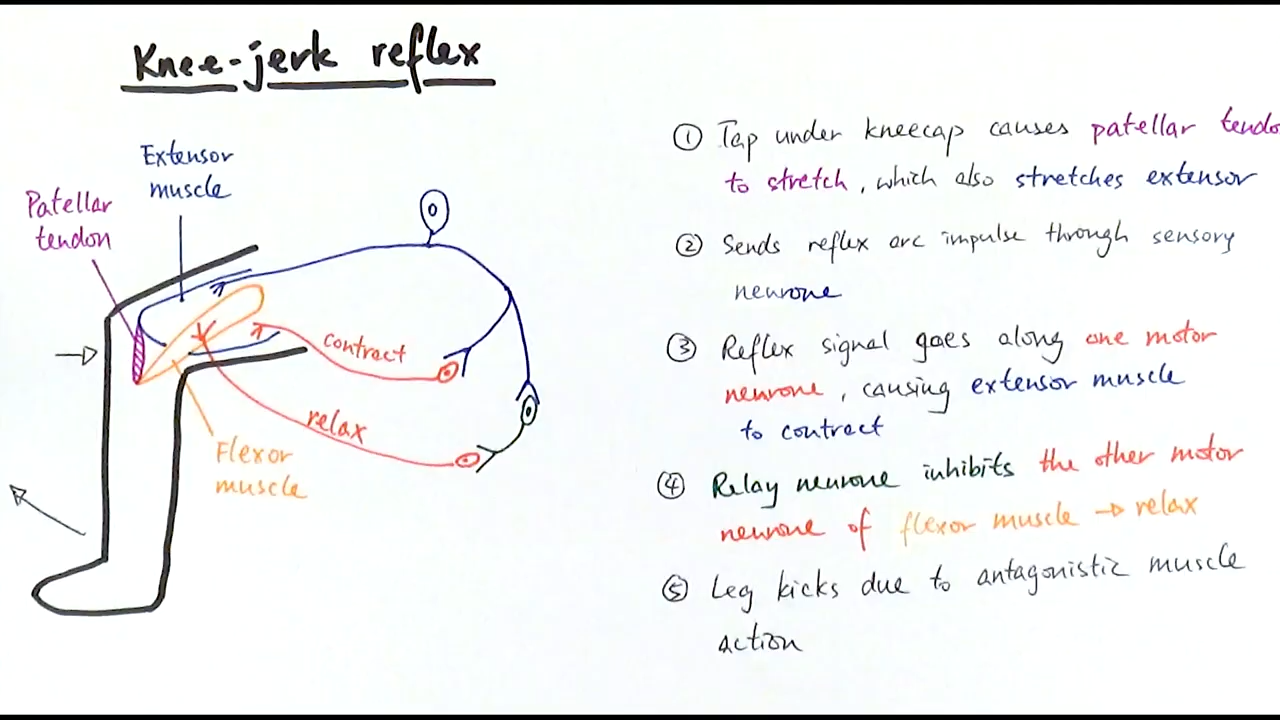 Knee-jerk reflex
Extensor
muscle
Patellar
tendon
contract
relax
Flexor
muscle
① Tap under kneecap causes patellar tendo
to stretch, which also stretches extensor
② Sends reflex arc impulse through sensory
neurone
③ Reflex signal goes along one motor
neurone, causing extensor muscle
to contract
④ Relay neurone inhibits the other motor
neurone of flexor muscle → relax
⑤ Leg kicks due to antagonistic muscle
action